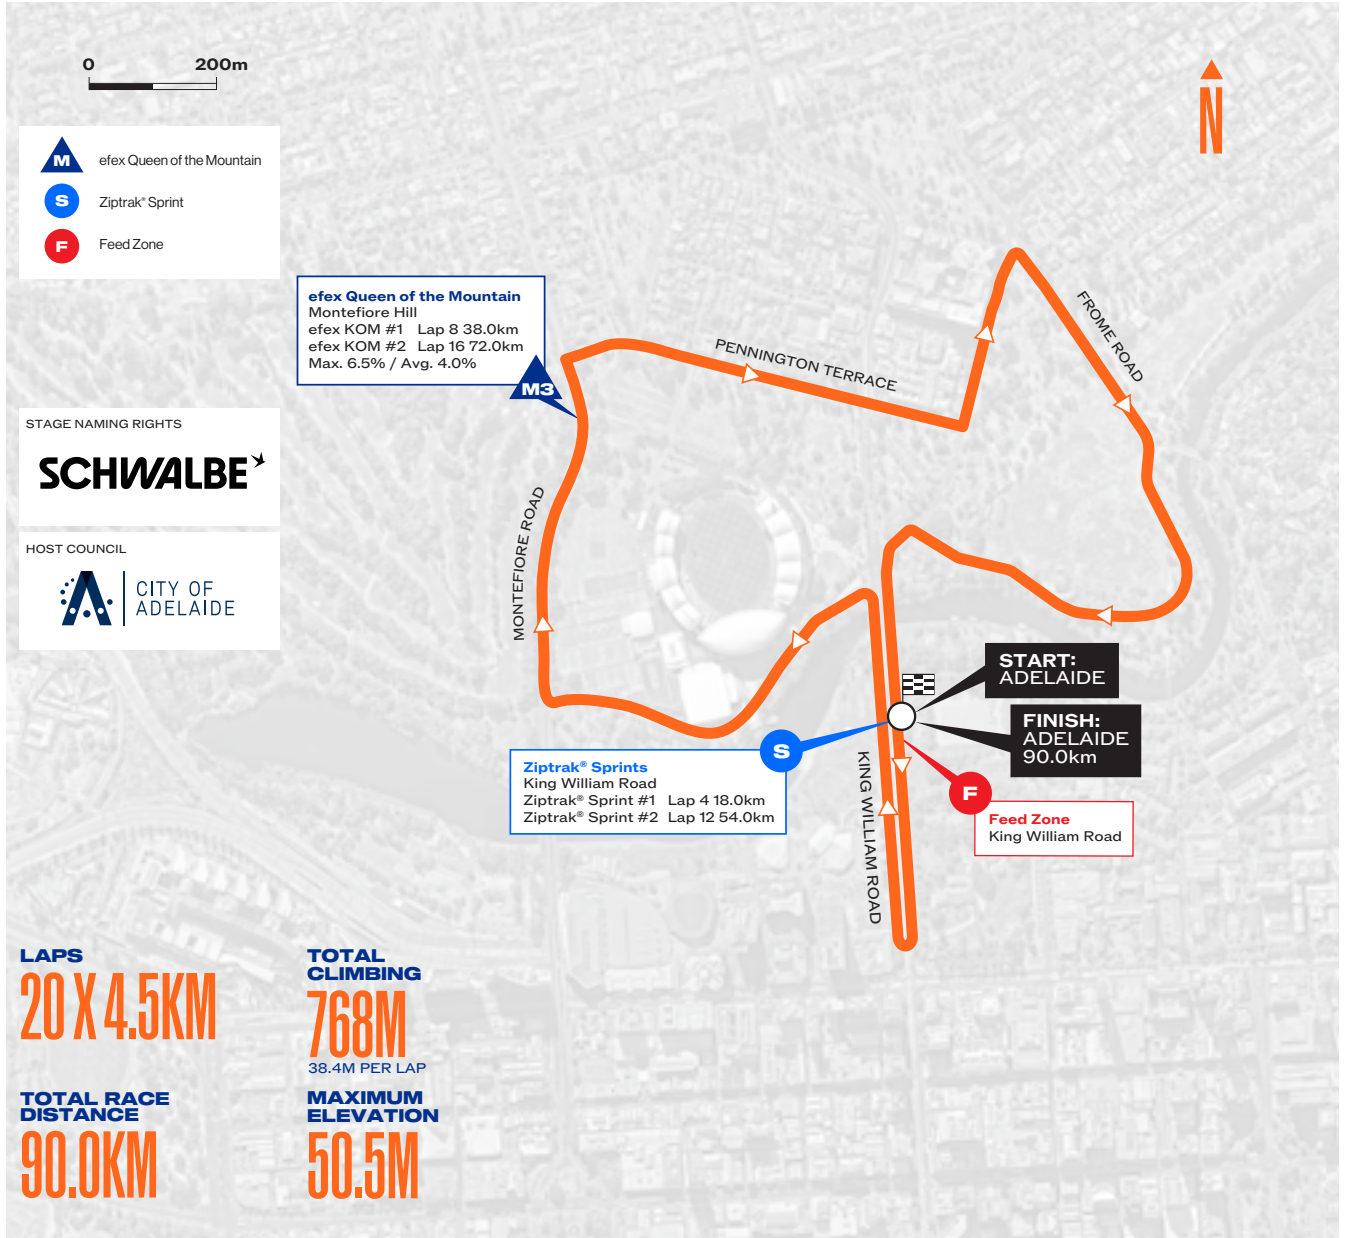 0 200m
N
M efex Queen of the Mountain
S Ziptrak® Sprint
F Feed Zone
efex Queen of the Mountain
Montefiore Hill
efex KOM #1 Lap 8 38.0km
efex KOM #2 Lap 16 72.0km
Max. 6.5% / Avg. 4.0%
M3
PENNINGTON TERRACE
FROME ROAD
MONTEFIORE ROAD
STAGE NAMING RIGHTS
SCHWALBE
HOST COUNCIL
CITY OF
ADELAIDE
START:
ADELAIDE
FINISH:
ADELAIDE
90.0km
S
Ziptrak® Sprints
King William Road
Ziptrak® Sprint #1 Lap 4 18.0km
Ziptrak® Sprint #2 Lap 12 54.0km
KING WILLIAM ROAD
F
Feed Zone
King William Road
LAPS
20 X 4.5KM
TOTAL
CLIMBING
768M
38.4M PER LAP
TOTAL RACE
DISTANCE
90.0KM
MAXIMUM
ELEVATION
50.5M